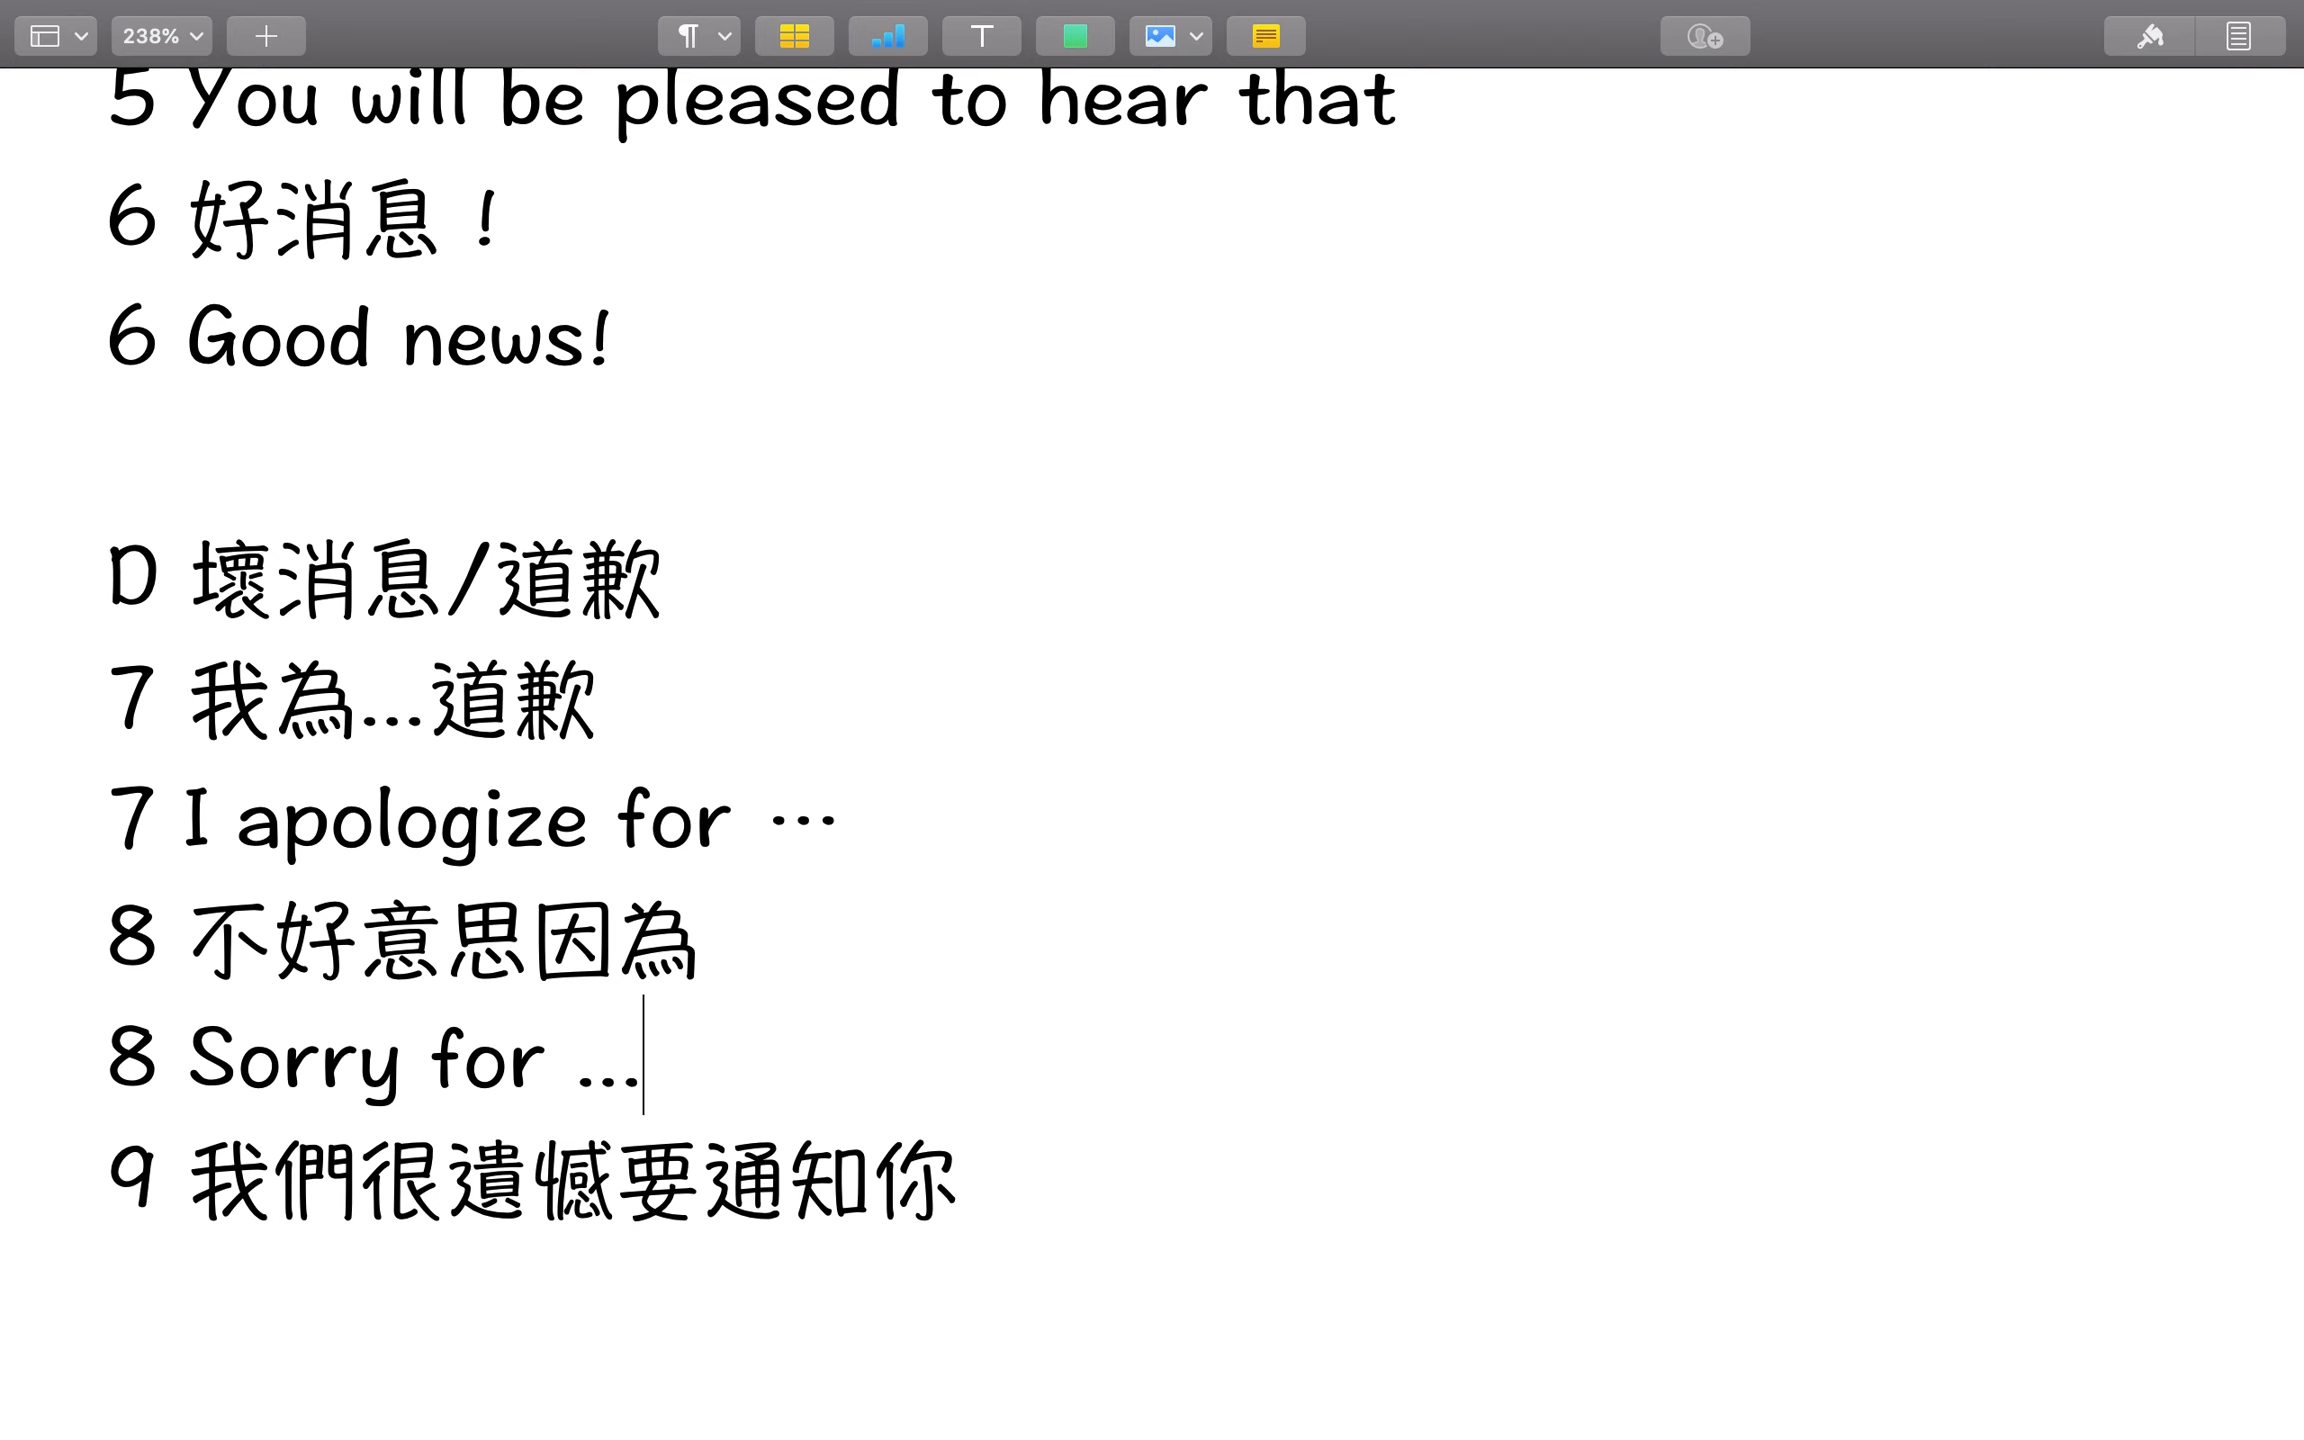 238%
5 You will be pleased to hear that
6 好消息！
6 Good news!
D 壞消息/道歉
7 我為...道歉
7 I apologize for …
8 不好意思因為
8 Sorry for ...
9 我們很遺憾要通知你